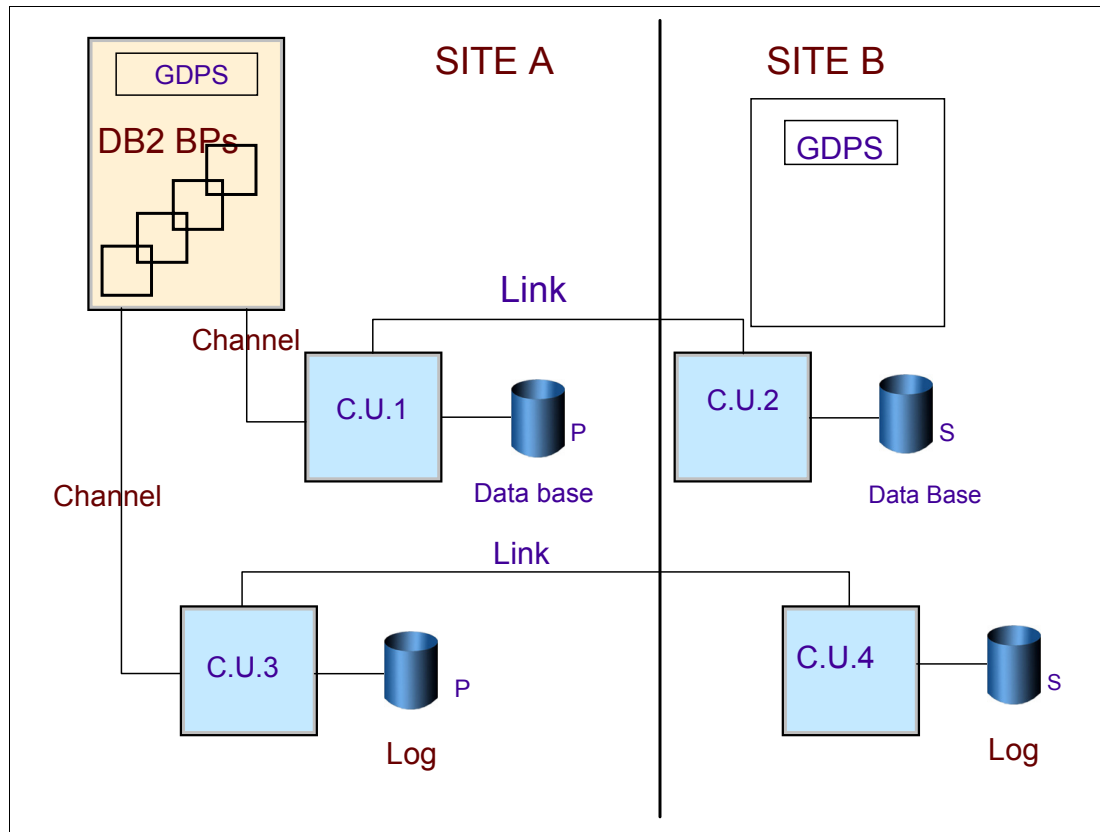 SITE A
SITE B
GDPS
DB2 BPs
GDPS
Link
Channel
C.U.1
P
Data base
C.U.2
S
Data Base
Channel
Link
C.U.3
P
Log
C.U.4
S
Log